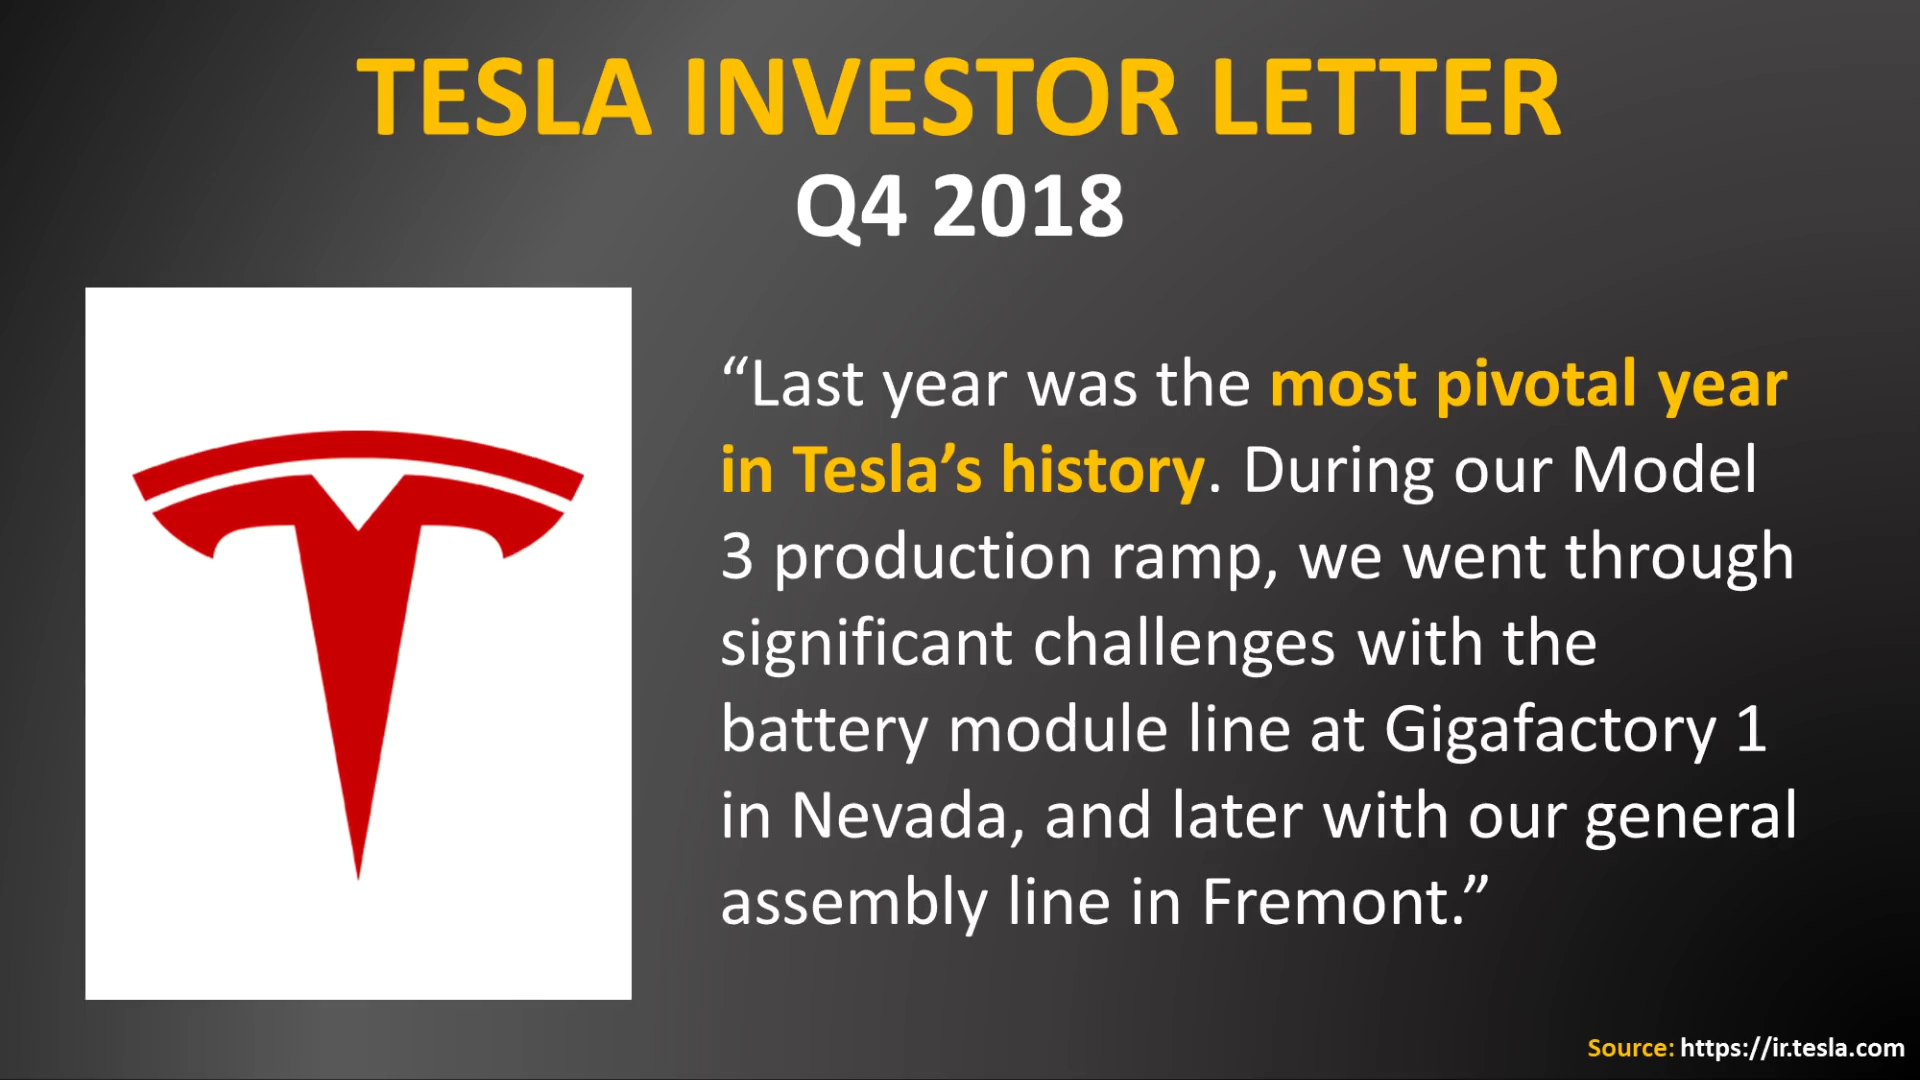 TESLA INVESTOR LETTER
Q4 2018
“Last year was the most pivotal year
in Tesla’s history. During our Model
3 production ramp, we went through
significant challenges with the
battery module line at Gigafactory 1
in Nevada, and later with our general
assembly line in Fremont.”
Source: https://ir.tesla.com